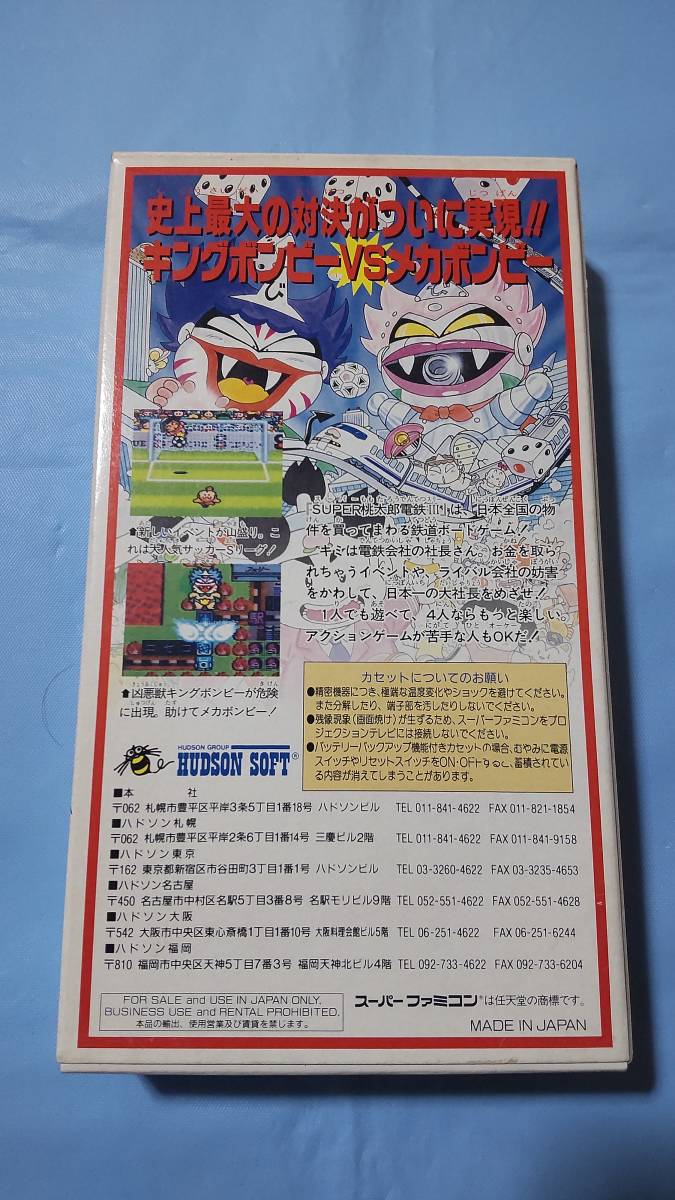 史上最大の対決がついに実現!!
キングボンビーVSメカボンビー
び
⬆新しいイベントが山盛り。こ
れは大人気サッカーSリーグ!
⬆凶悪獣キングボンビーが危険
に出現。助けてメカボンビー!
『SUPER桃太郎電鉄III』は、日本全国の物
件を買ってまわる鉄道ボードゲーム!
キミは電鉄会社の社長さん。お金を取ら
れちゃうイベントや、ライバル会社の妨害
をかわして、日本一の大社長をめざせ!
1人でも遊べて、4人ならもっと楽しい。
アクションゲームが苦手な人もOKだ!
カセットについてのお願い
●精密機器につき、極端な温度変化やショックを避けてください。
また分解したり、端子部を汚したりしないでください。
●残像現象(画面焼け)が生ずるため、スーパーファミコンをプロ
ジェクションテレビには接続しないでください。
●バッテリーバックアップ機能付きカセットの場合、むやみに電源
スイッチやリセットスイッチをON・OFFすると、蓄積されてい
る内容が消えてしまうことがあります。
HUDSON GROUP
HUDSON SOFT®
■本 社
〒062 札幌市豊平区平岸3条5丁目1番18号 ハドソンビル TEL 011-841-4622 FAX 011-821-1854
■ハドソン札幌
〒062 札幌市豊平区平岸2条6丁目1番14号 三慶ビル2階 TEL 011-841-4622 FAX 011-841-9158
■ハドソン東京
〒162 東京都新宿区市谷田町3丁目1番1号 ハドソンビル TEL 03-3260-4622 FAX 03-3235-4653
■ハドソン名古屋
〒450 名古屋市中村区名駅5丁目3番8号 名駅モリビル9階 TEL 052-551-4622 FAX 052-551-4628
■ハドソン大阪
〒542 大阪市中央区東心斎橋1丁目1番10号 大阪料理会館ビル5階 TEL 06-251-4622 FAX 06-251-6244
■ハドソン福岡
〒810 福岡市中央区天神5丁目7番3号 福岡天神北ビル4階 TEL 092-733-4622 FAX 092-733-6204
FOR SALE and USE IN JAPAN ONLY.
BUSINESS USE and RENTAL PROHIBITED.
本品の輸出、使用営業及び賃貸を禁じます。
スーパーファミコン®は任天堂の商標です。
MADE IN JAPAN